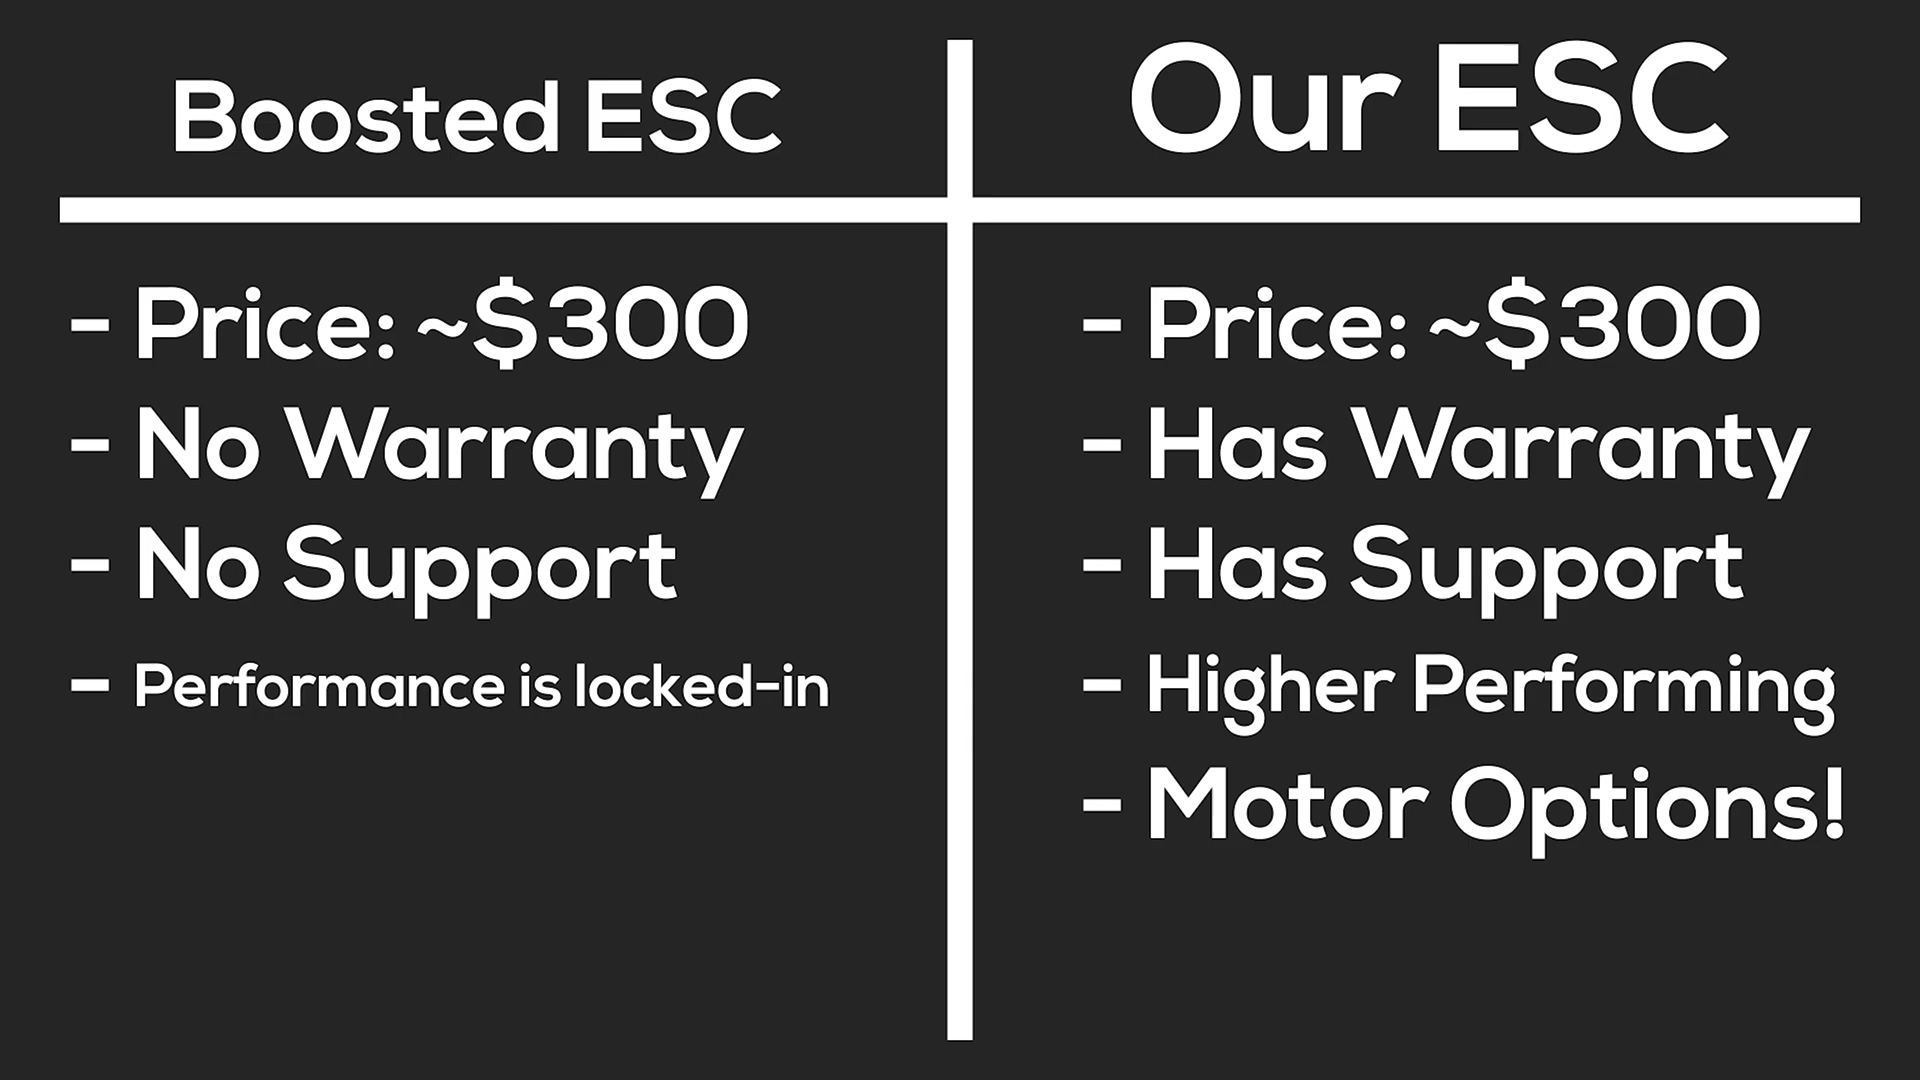 Boosted ESC
- Price: ~$300
- No Warranty
- No Support
- Performance is locked-in
Our ESC
- Price: ~$300
- Has Warranty
- Has Support
- Higher Performing
- Motor Options!